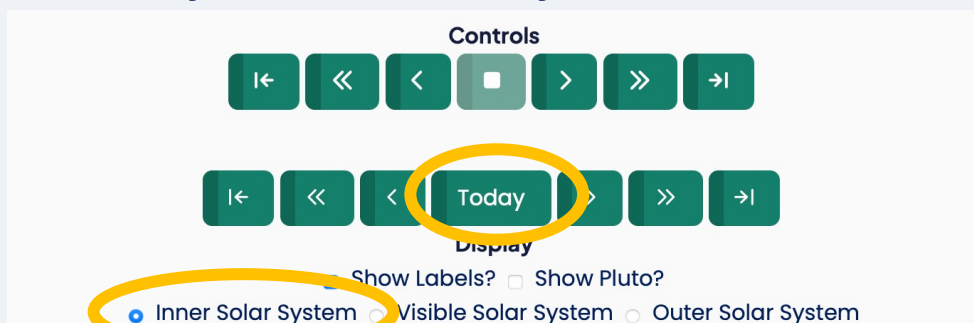 Controls
Today
Display
Show Labels? Show Pluto?
Inner Solar System Visible Solar System Outer Solar System